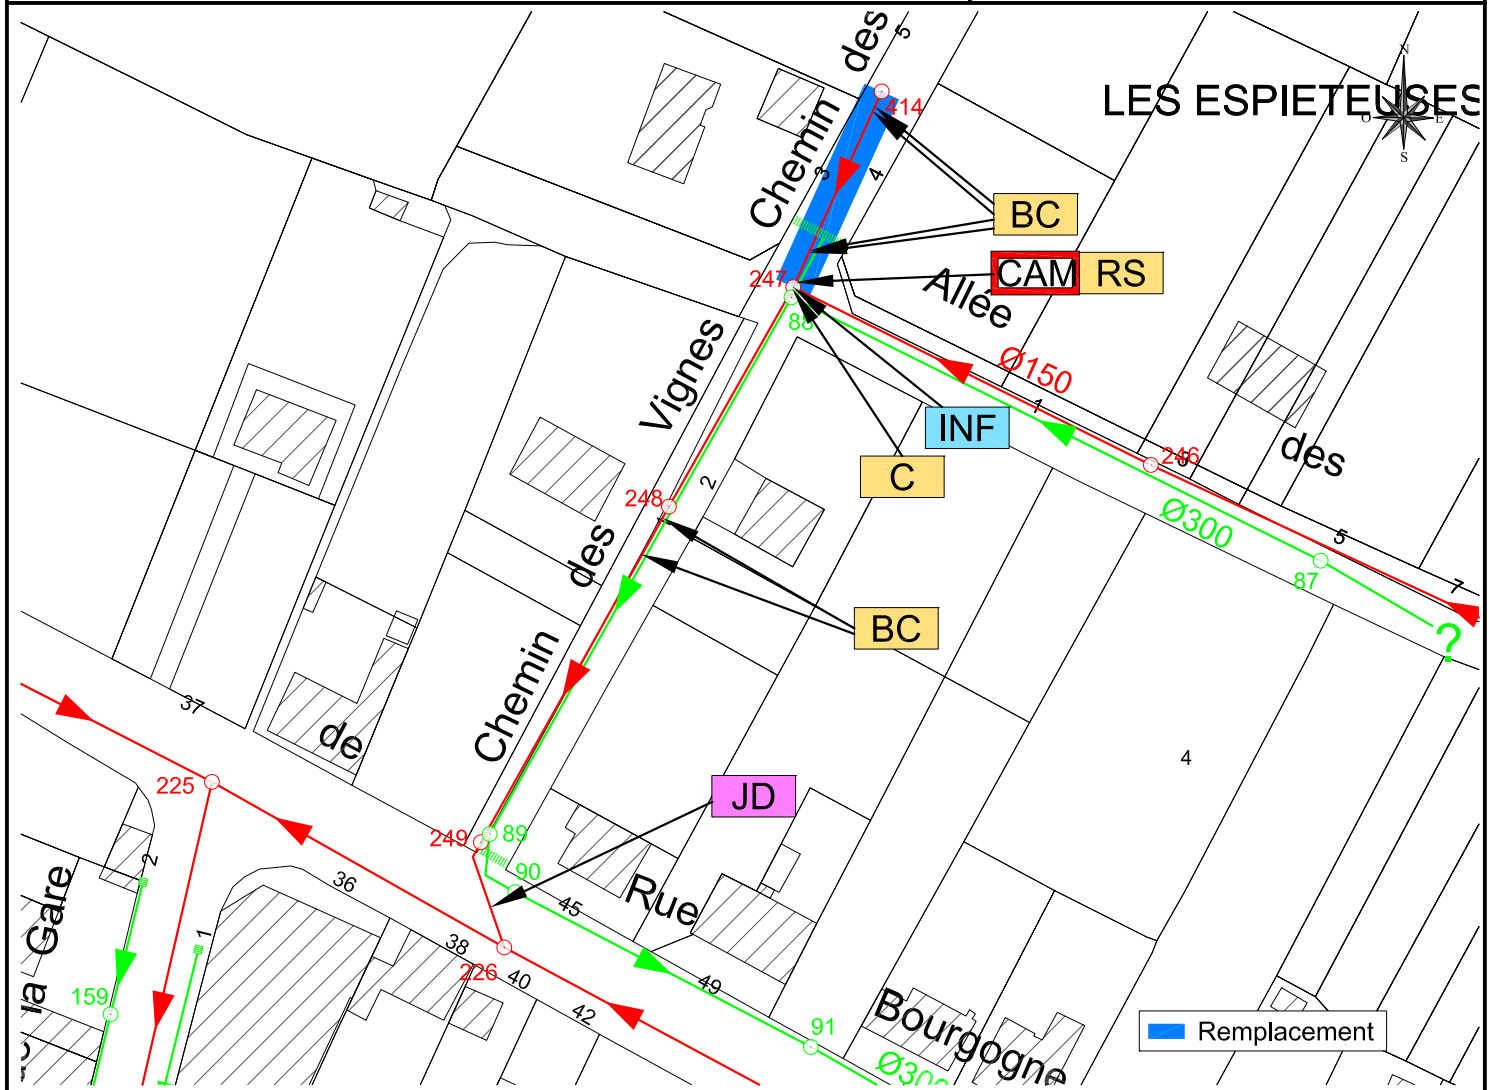 des
5
N
LES ESPIETEUSES
O
E
S
414
Chemin
3
4
BC
CAM
RS
247
Allée
88
Vignes
Ø150
1
INF
C
des
246
248
2
Ø300
5
87
7
?
des
BC
Chemin
37
de
4
225
JD
249
89
90
36
2
45
Rue
la Gare
1
38
226
40
49
42
159
91
Bourgogne
Ø300
Remplacement